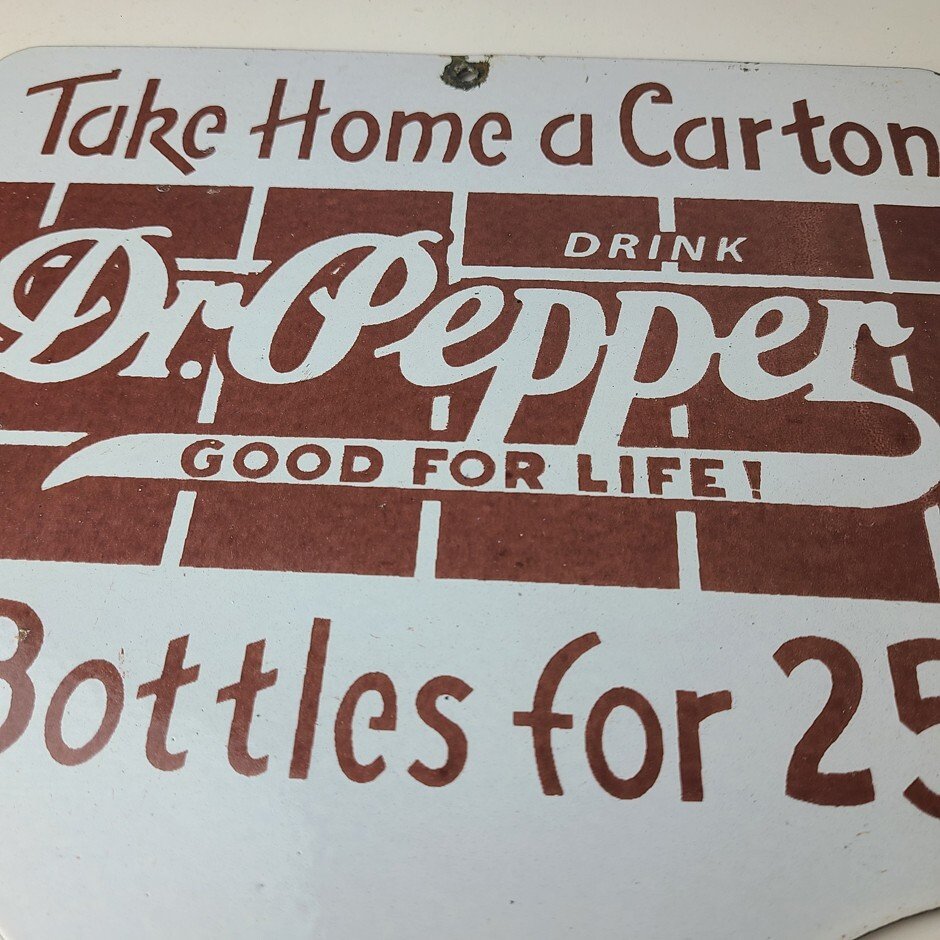 Take Home a Carton
DRINK
Dr. Pepper
GOOD FOR LIFE!
Bottles for 25